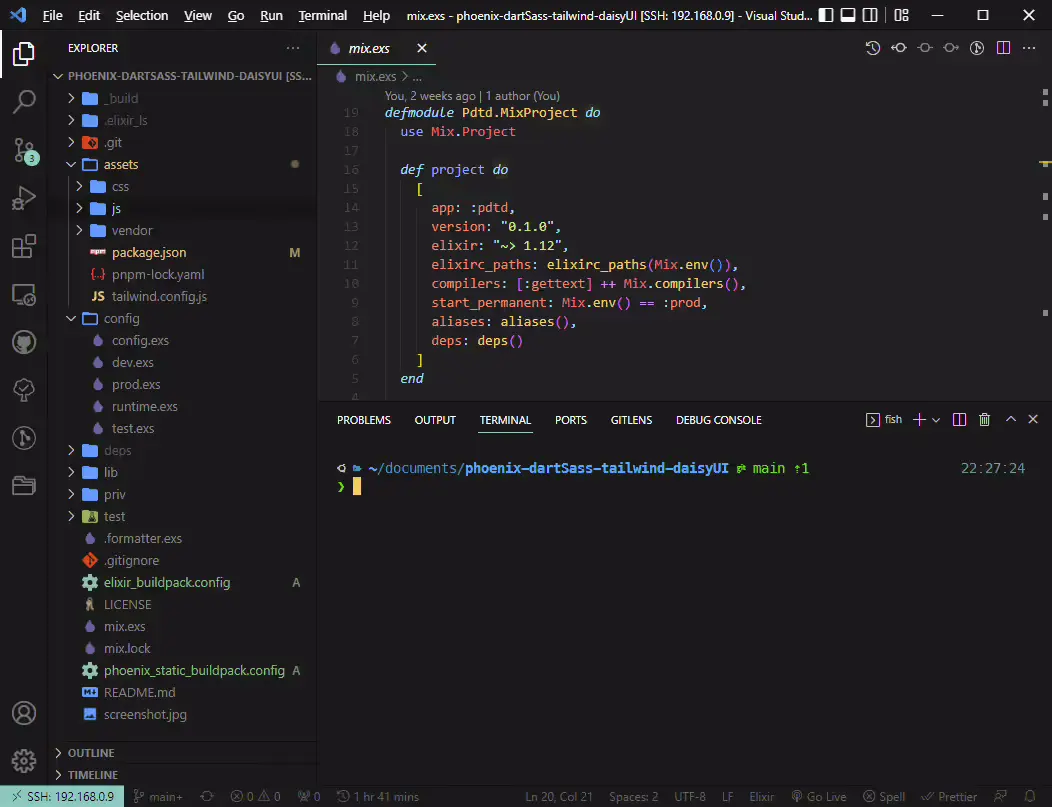 File Edit Selection View Go Run Terminal Help mix.exs - phoenix-dartSass-tailwind-daisyUI [SSH: 192.168.0.9] - Visual Stud...
EXPLORER ...
PHOENIX-DARTSASS-TAILWIND-DAISYUI [SS...
_build
.elixir_ls
.git
assets
css
js
vendor
package.json M
{..} pnpm-lock.yaml
JS tailwind.config.js
config
config.exs
dev.exs
prod.exs
runtime.exs
test.exs
deps
lib
priv
test
.formatter.exs
.gitignore
elixir_buildpack.config A
LICENSE
mix.exs
mix.lock
phoenix_static_buildpack.config A
README.md
screenshot.jpg
OUTLINE
TIMELINE
3
mix.exs
mix.exs > ...
You, 2 weeks ago | 1 author (You)
19 defmodule Pdtd.MixProject do
18 use Mix.Project
17
16 def project do
15 [
14 app: :pdtd,
13 version: "0.1.0",
12 elixir: "~> 1.12",
11 elixirc_paths: elixirc_paths(Mix.env()),
10 compilers: [:gettext] ++ Mix.compilers(),
9 start_permanent: Mix.env() == :prod,
8 aliases: aliases(),
7 deps: deps()
6 ]
5 end
4
PROBLEMS OUTPUT TERMINAL PORTS GITLENS DEBUG CONSOLE fish
~/documents/phoenix-dartSass-tailwind-daisyUI main ⇡1 22:27:24
❯
SSH: 192.168.0.9 main+ 0 0 0 1 hr 41 mins Ln 20, Col 21 Spaces: 2 UTF-8 LF Elixir Go Live Spell Prettier